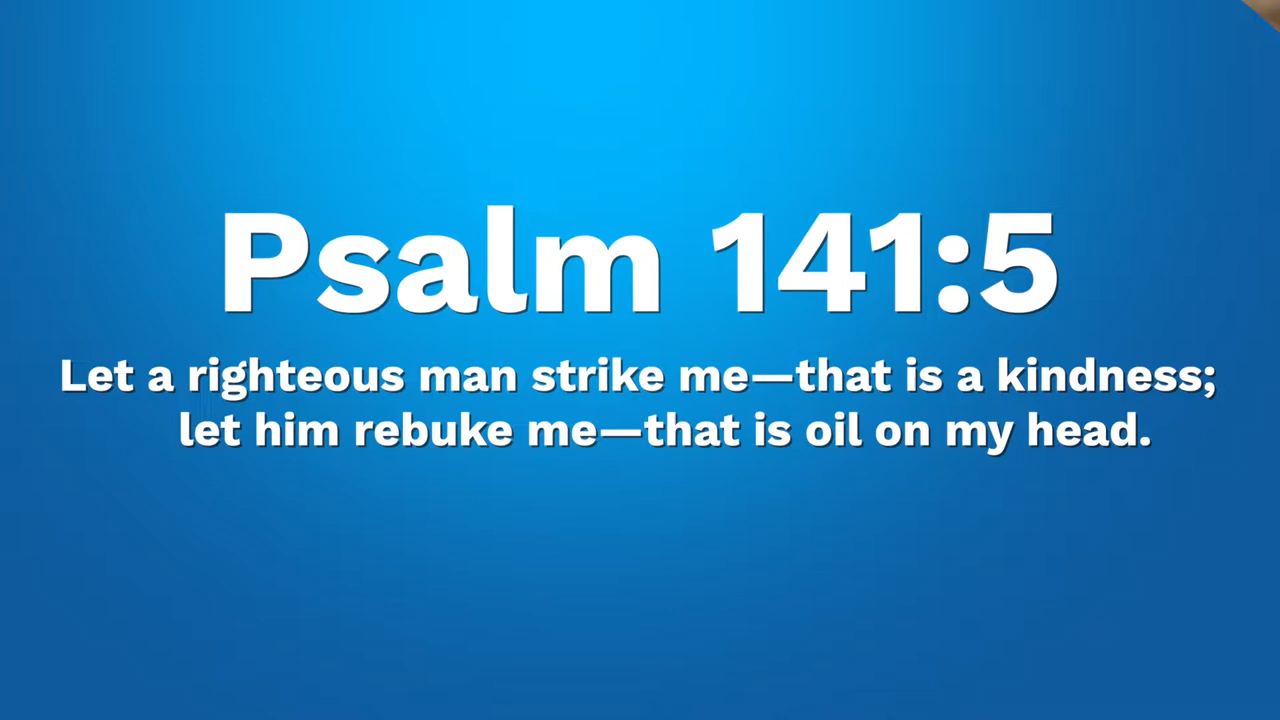 Psalm 141:5
Let a righteous man strike me—that is a kindness;
let him rebuke me—that is oil on my head.